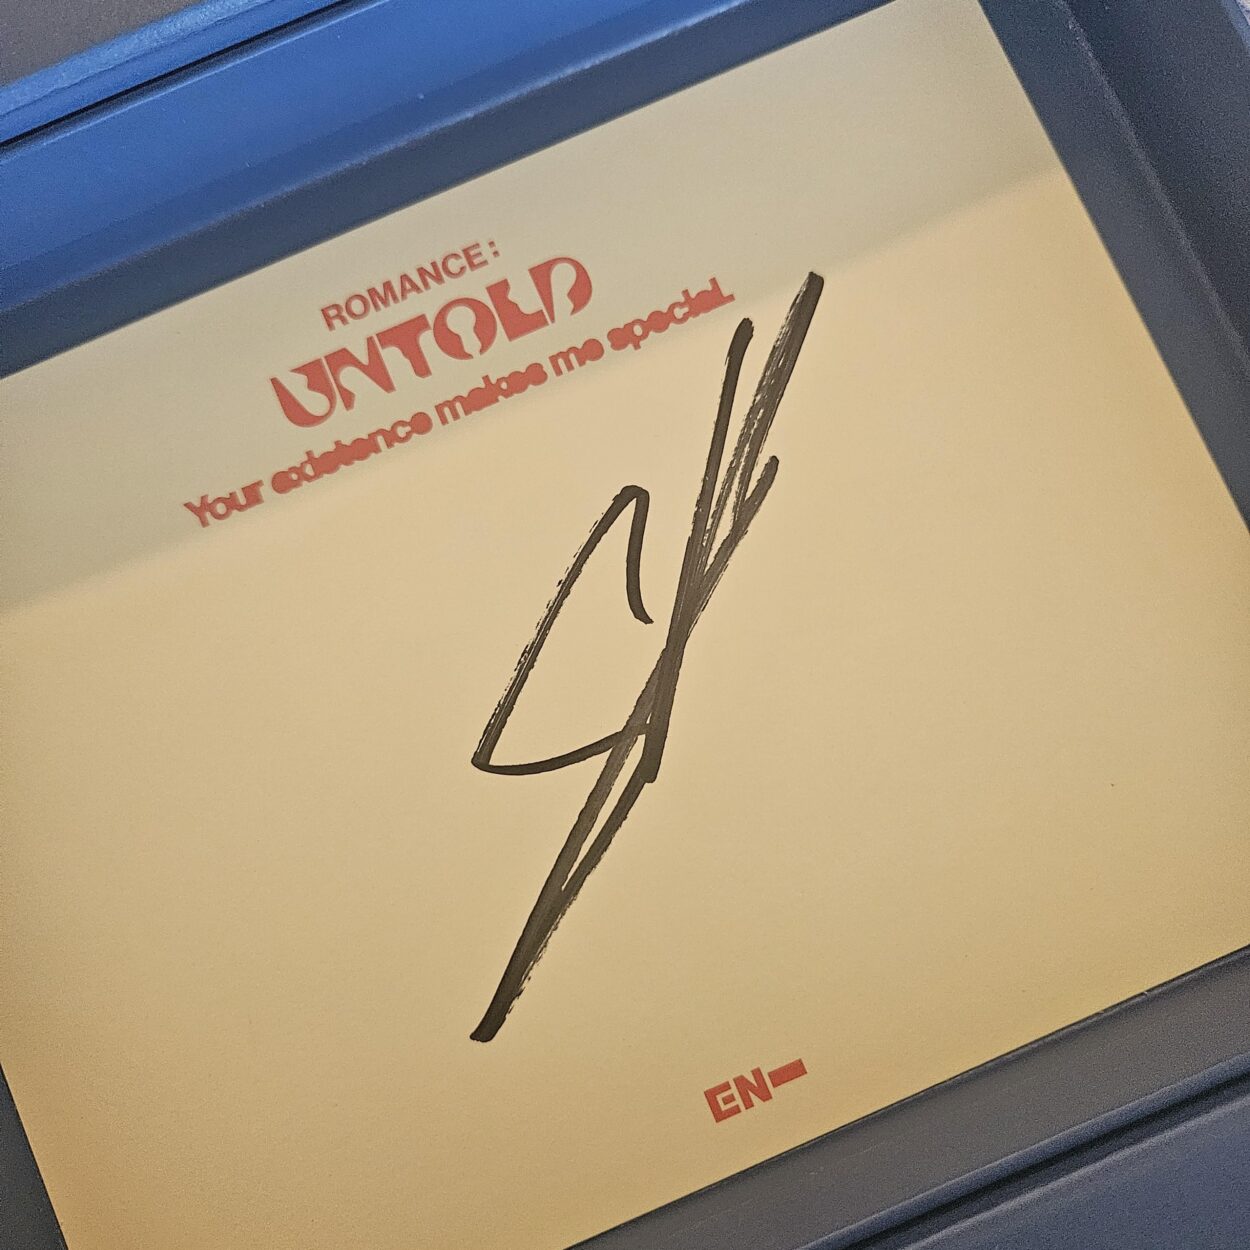 ROMANCE:
UNTOLD
Your existence makes me special.
EN-